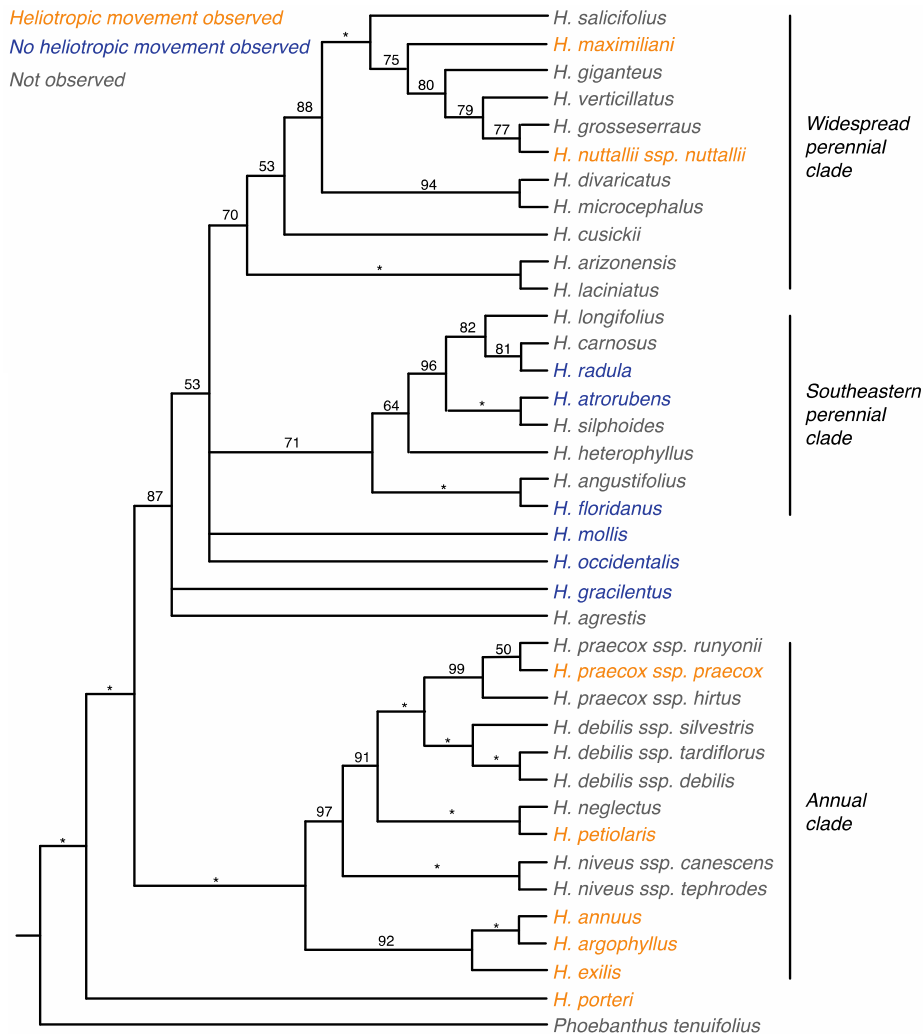 Heliotropic movement observed
No heliotropic movement observed
Not observed
* H. salicifolius
75 H. maximiliani
80 H. giganteus
79 H. verticillatus
88 77 H. grosseserraus
H. nuttallii ssp. nuttallii
Widespread
perennial
clade
53 94 H. divaricatus
H. microcephalus
70 H. cusickii
* H. arizonensis
H. laciniatus
82 H. longifolius
81 H. carnosus
96 H. radula
53 64 * H. atrorubens
H. silphoides
Southeastern
perennial
clade
71 H. heterophyllus
* H. angustifolius
87 H. floridanus
H. mollis
H. occidentalis
H. gracilentus
H. agrestis
50 H. praecox ssp. runyonii
99 H. praecox ssp. praecox
* * H. praecox ssp. hirtus
* H. debilis ssp. silvestris
91 * H. debilis ssp. tardiflorus
H. debilis ssp. debilis
97 * H. neglectus
H. petiolaris
Annual
clade
* * H. niveus ssp. canescens
* H. niveus ssp. tephrodes
* H. annuus
92 H. argophyllus
H. exilis
H. porteri
Phoebanthus tenuifolius